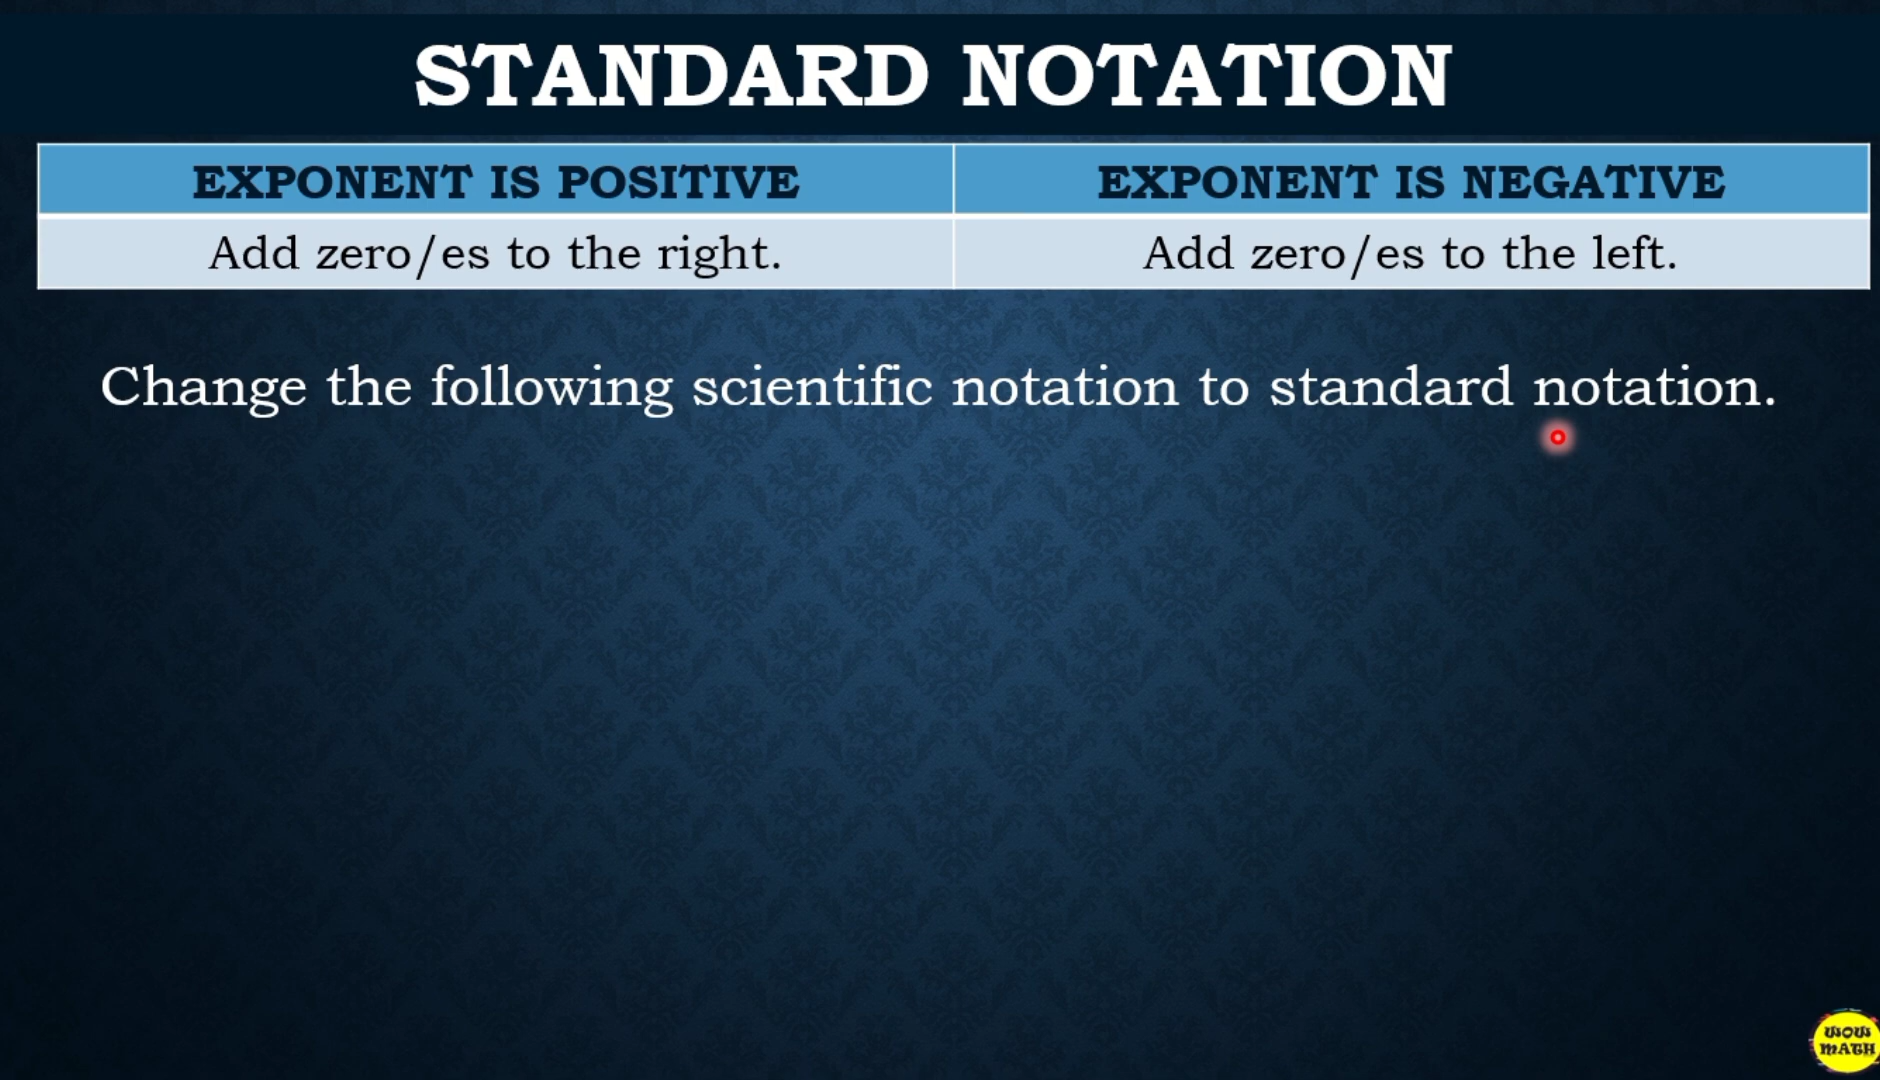 STANDARD NOTATION
EXPONENT IS POSITIVE
EXPONENT IS NEGATIVE
Add zero/es to the right.
Add zero/es to the left.
Change the following scientific notation to standard notation.
WOW
MATH